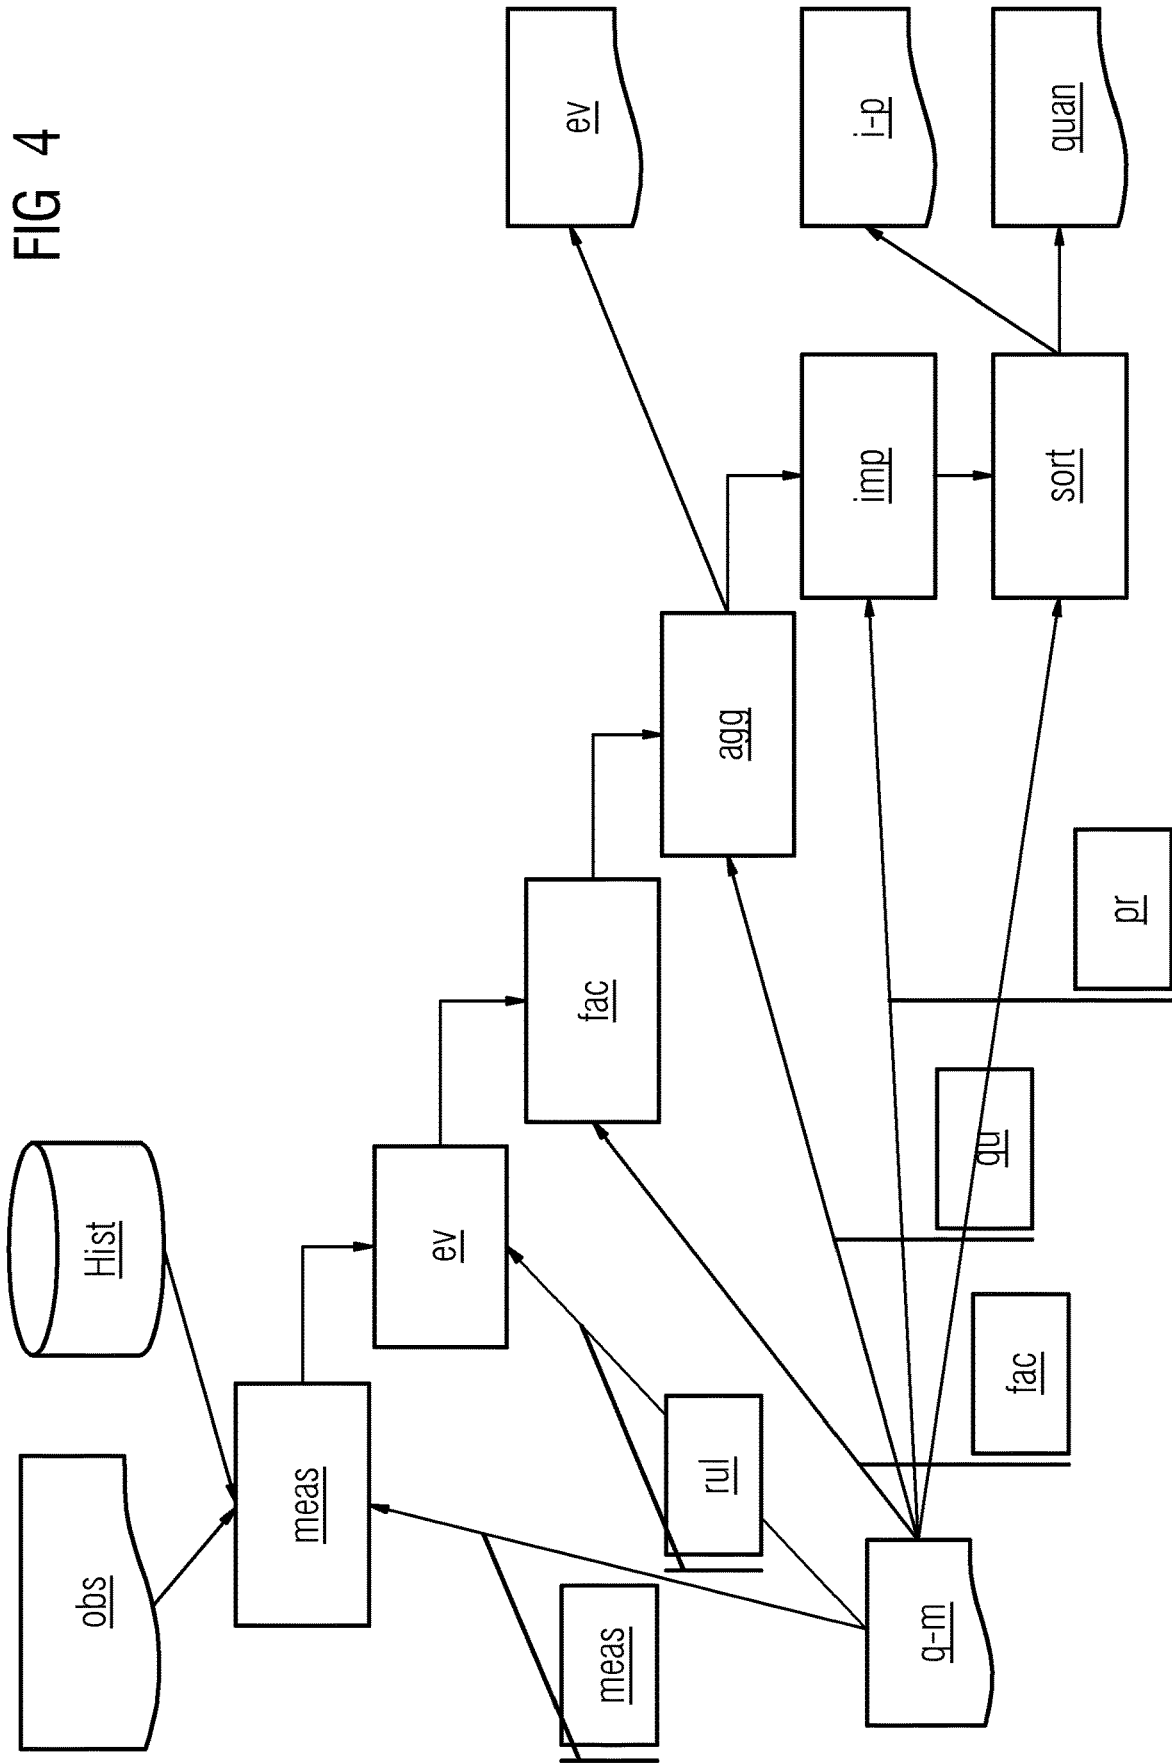 FIG 4
obs
Hist
meas
ev
ev
meas
fac
rul
agg
imp
i-p
q-m
qu
fac
sort
quan
pr